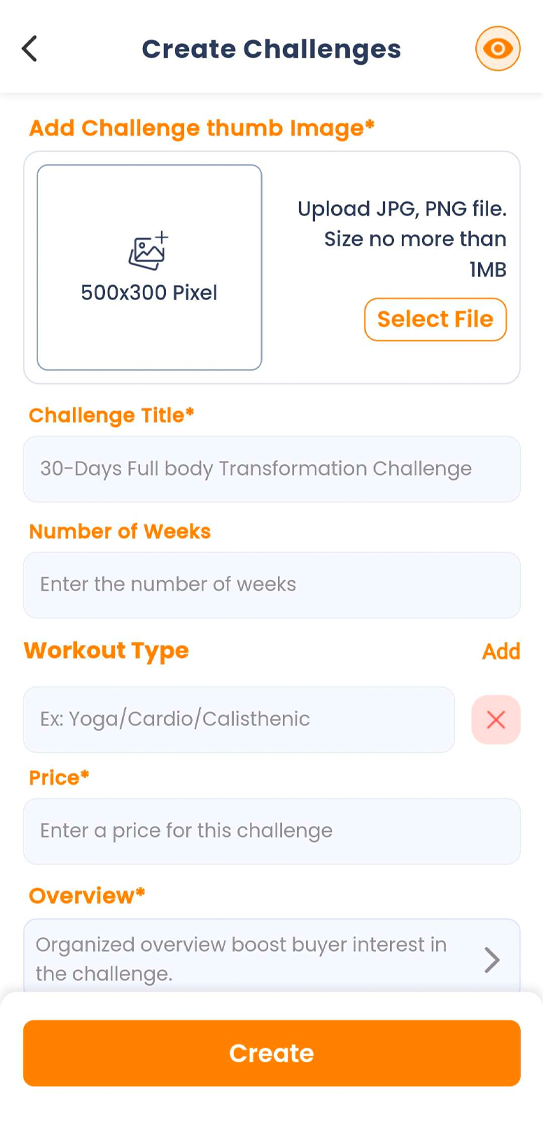 Create Challenges
Add Challenge thumb Image*
500x300 Pixel
Upload JPG, PNG file.
Size no more than
1MB
Select File
Challenge Title*
30-Days Full body Transformation Challenge
Number of Weeks
Enter the number of weeks
Workout Type
Add
Ex: Yoga/Cardio/Calisthenic
Price*
Enter a price for this challenge
Overview*
Organized overview boost buyer interest in
the challenge.
Create